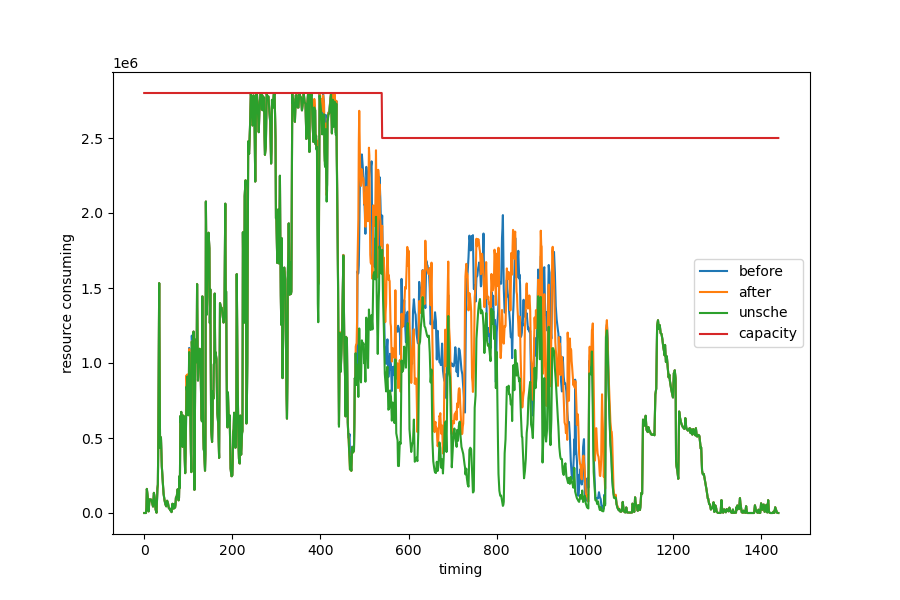 1e6
2.5
2.0
1.5
1.0
0.5
0.0
resource consuming
before
after
unsche
capacity
0 200 400 600 800 1000 1200 1400
timing